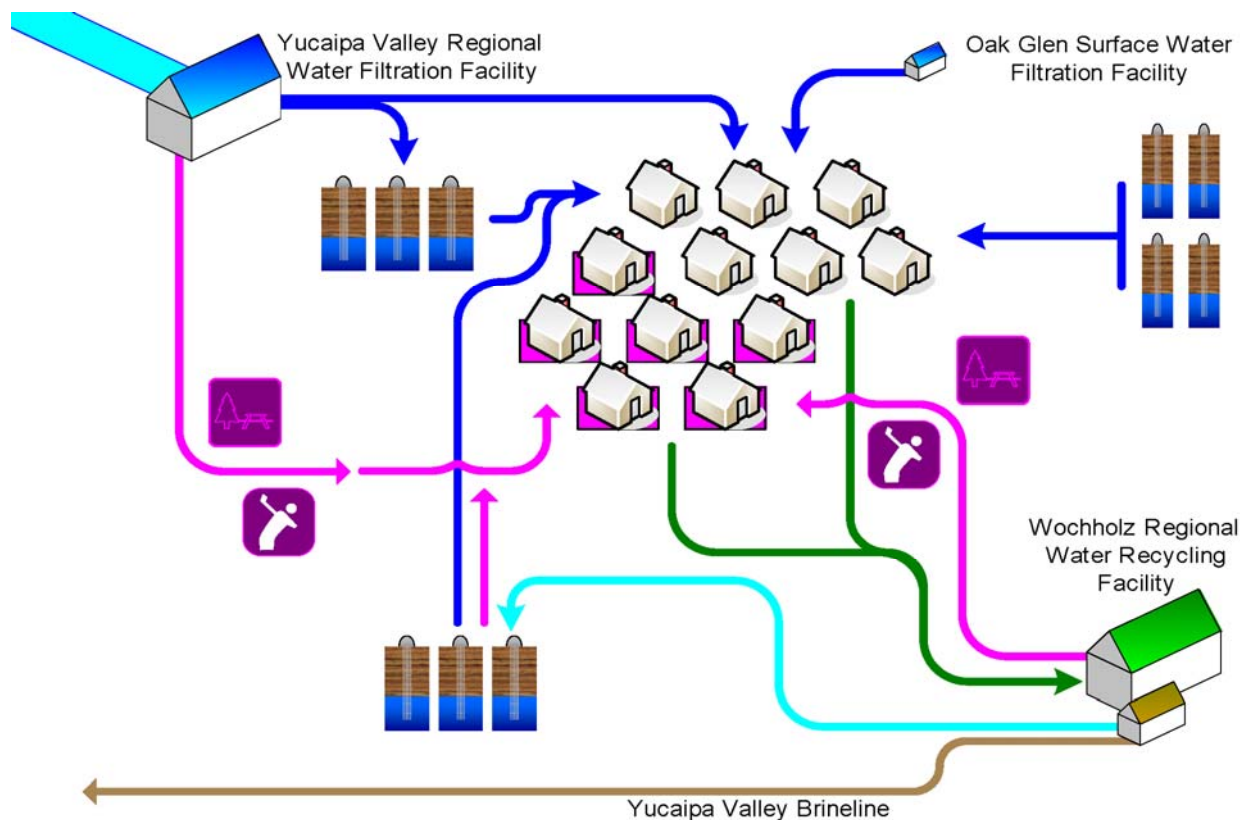 Yucaipa Valley Regional
Water Filtration Facility
Oak Glen Surface Water
Filtration Facility
Wochholz Regional
Water Recycling
Facility
Yucaipa Valley Brineline